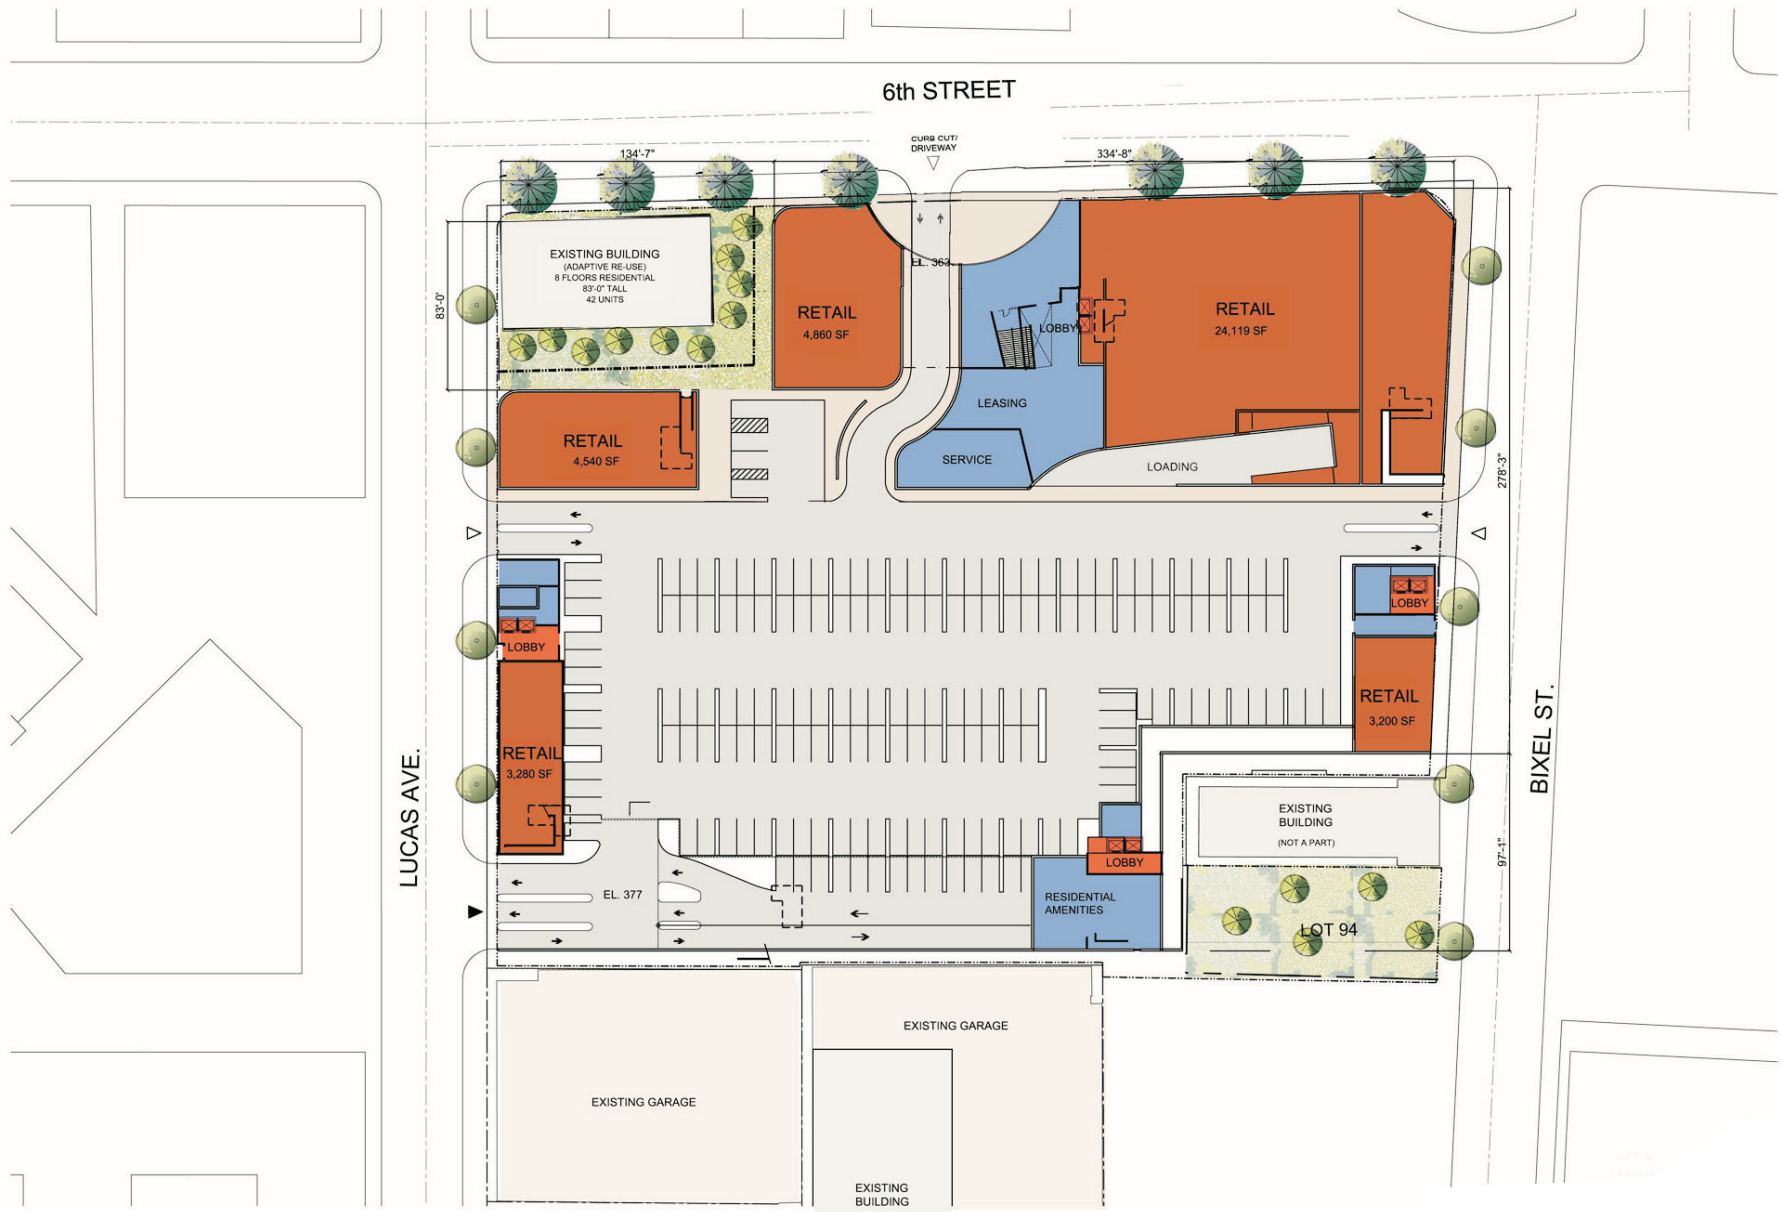 6th STREET
CURB CUT/
DRIVEWAY
134'-7"
334'-8"
EXISTING BUILDING
(ADAPTIVE RE-USE)
8 FLOORS RESIDENTIAL
83'-0" TALL
42 UNITS
83'-0'
RETAIL
4,860 SF
EL. 363
LOBBY
RETAIL
24,119 SF
LEASING
RETAIL
4,540 SF
SERVICE
LOADING
278'-3"
LOBBY
LOBBY
RETAIL
3,200 SF
RETAIL
3,280 SF
LUCAS AVE.
BIXEL ST.
EXISTING
BUILDING
(NOT A PART)
97'-1"
LOBBY
EL. 377
RESIDENTIAL
AMENITIES
LOT 94
EXISTING GARAGE
EXISTING GARAGE
EXISTING
BUILDING